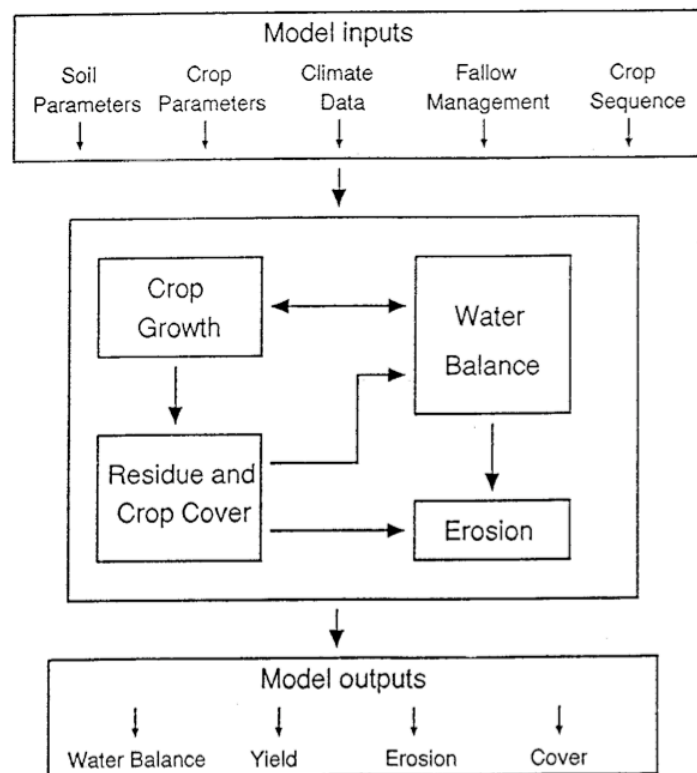 Model inputs
Soil Parameters
Crop Parameters
Climate Data
Fallow Management
Crop Sequence
Crop Growth
Water Balance
Residue and Crop Cover
Erosion
Model outputs
Water Balance
Yield
Erosion
Cover